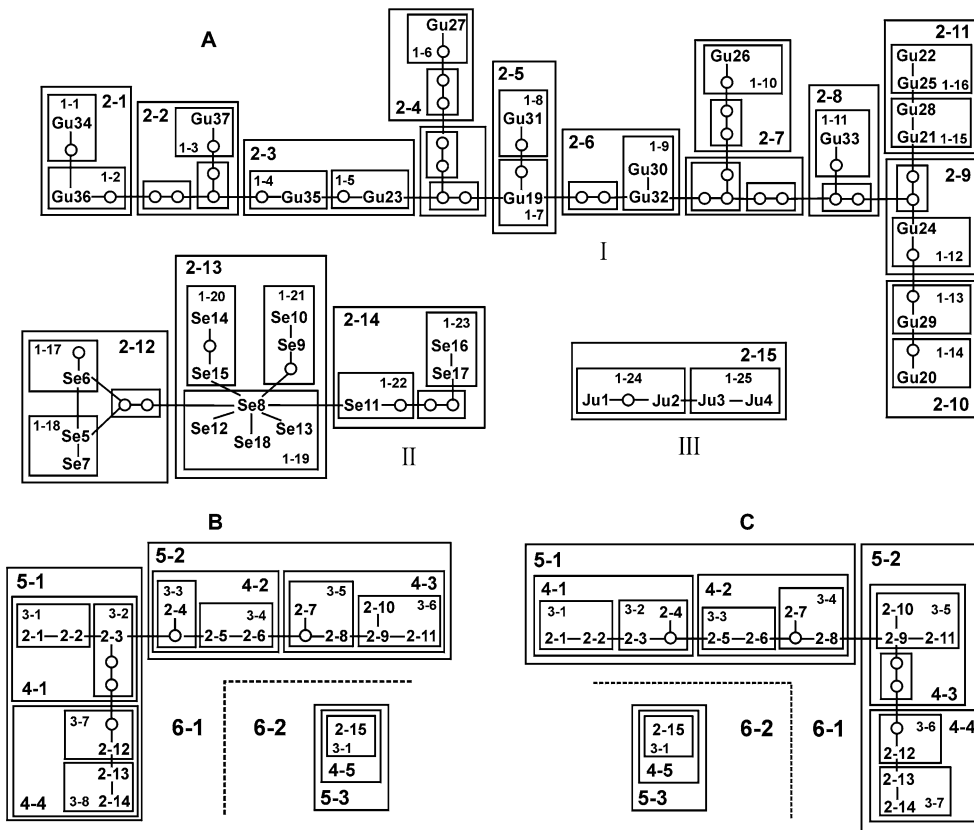 A
2-1
1-1
Gu34
Gu36
1-2
2-2
Gu37
1-3
2-3
1-4
Gu35
1-5
Gu23
Gu27
1-6
2-4
2-5
1-8
Gu31
Gu19
1-7
2-6
1-9
Gu30
Gu32
Gu26
1-10
2-7
2-8
1-11
Gu33
2-11
Gu22
Gu25 1-16
Gu28
Gu21 1-15
2-9
Gu24
1-12
1-13
Gu29
1-14
Gu20
2-10
I
2-12
1-17
Se6
1-18
Se5
Se7
2-13
1-20
Se14
Se15
1-21
Se10
Se9
Se8
Se12
Se18
Se13
1-19
2-14
1-23
Se16
Se17
1-22
Se11
II
2-15
1-24
1-25
Ju1
Ju2
Ju3
Ju4
III
B
5-1
5-2
3-1
3-2
2-1
2-2
2-3
4-1
3-3
2-4
4-2
3-4
2-5
2-6
3-5
2-7
4-3
2-10
3-6
2-8
2-9
2-11
3-7
2-12
2-13
3-8
2-14
4-4
6-1
6-2
2-15
3-1
4-5
5-3
C
5-1
5-2
4-1
3-1
3-2
2-4
2-1
2-2
2-3
4-2
3-3
2-7
3-4
2-5
2-6
2-8
2-10
3-5
2-9
2-11
4-3
3-6
4-4
2-12
2-13
2-14
3-7
6-2
6-1
2-15
3-1
4-5
5-3